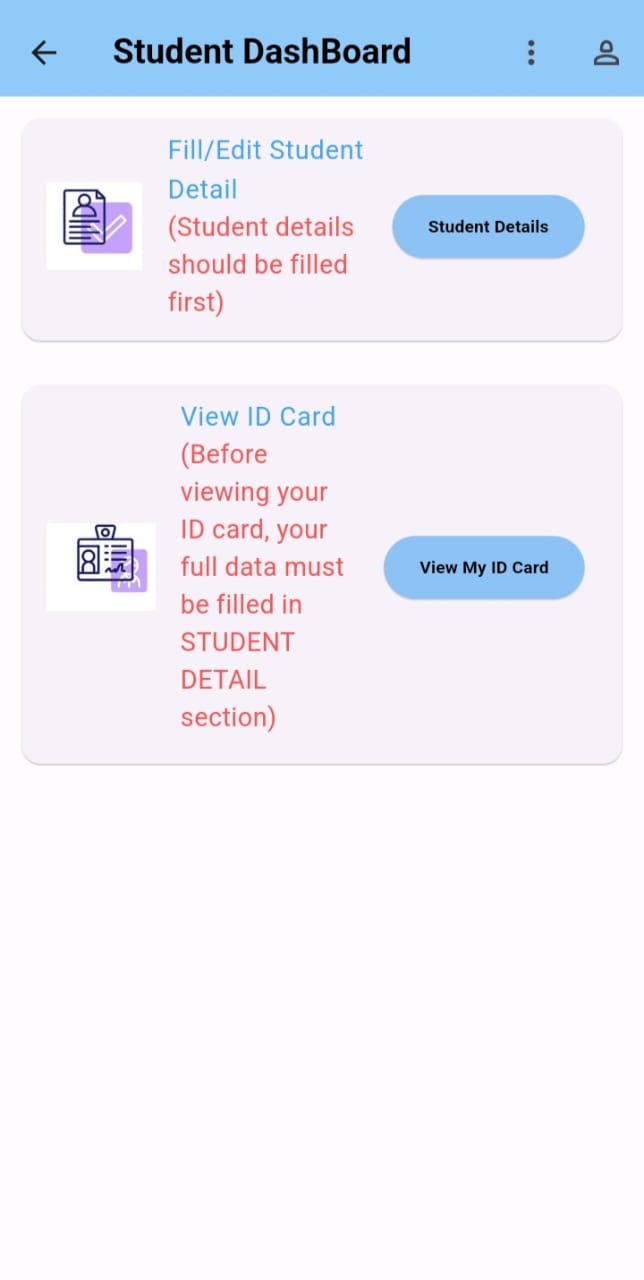 Student DashBoard
Fill/Edit Student
Detail
(Student details
should be filled
first)
Student Details
View ID Card
(Before
viewing your
ID card, your
full data must
be filled in
STUDENT
DETAIL
section)
View My ID Card